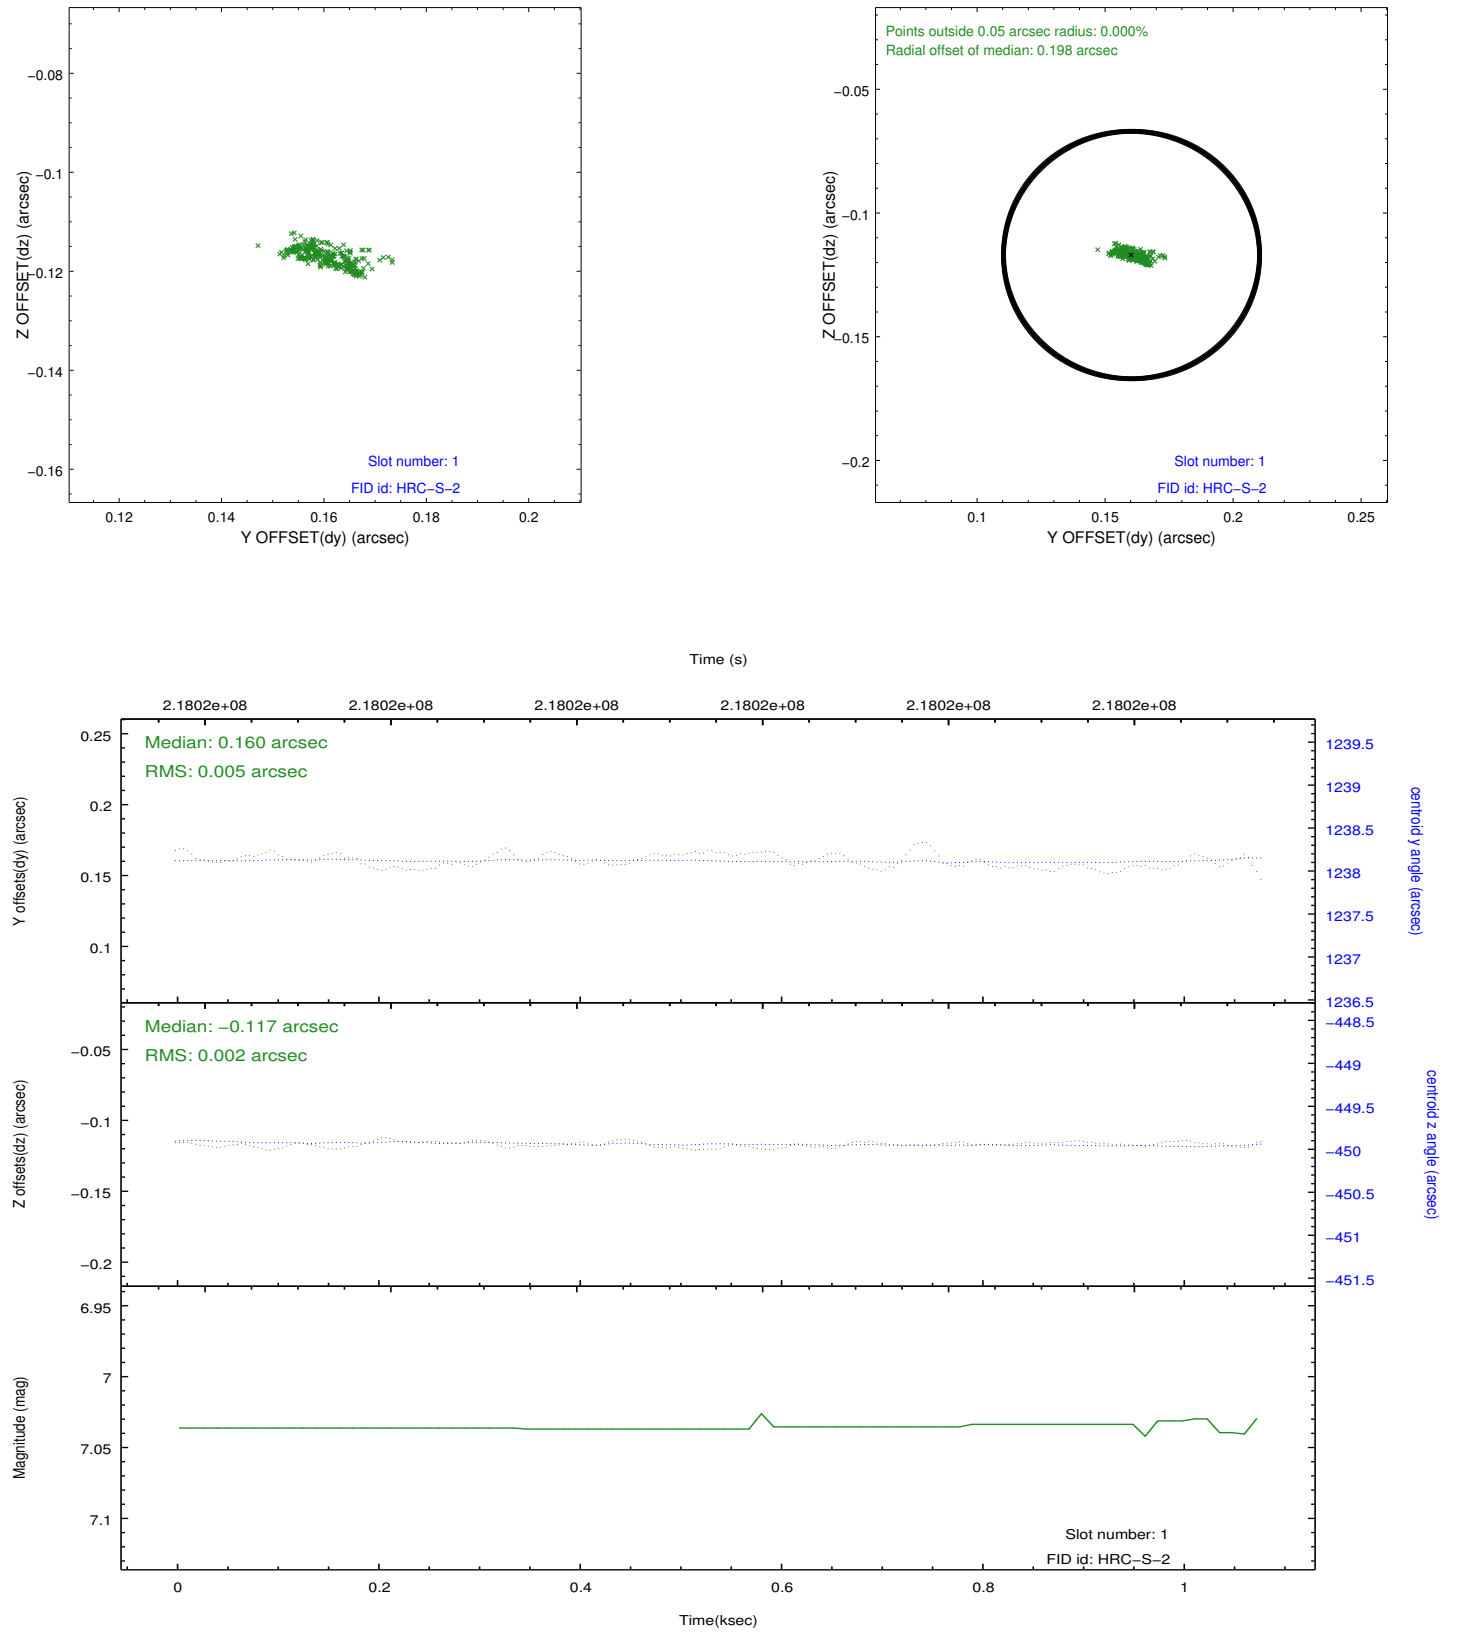 −0.08
−0.1
−0.12
−0.14
−0.16
Z OFFSET(dz) (arcsec)
Slot number: 1
FID id: HRC−S−2
0.12 0.14 0.16 0.18 0.2
Y OFFSET(dy) (arcsec)
Points outside 0.05 arcsec radius: 0.000%
Radial offset of median: 0.198 arcsec
−0.05
−0.1
−0.15
−0.2
Z OFFSET(dz) (arcsec)
Slot number: 1
FID id: HRC−S−2
0.1 0.15 0.2 0.25
Y OFFSET(dy) (arcsec)
Time (s)
2.1802e+08 2.1802e+08 2.1802e+08 2.1802e+08 2.1802e+08 2.1802e+08
Median: 0.160 arcsec
RMS: 0.005 arcsec
0.25
0.2
0.15
0.1
Y offsets(dy) (arcsec)
1239.5
1239
1238.5
1238
1237.5
1237
1236.5
centroid y angle (arcsec)
Median: −0.117 arcsec
RMS: 0.002 arcsec
−0.05
−0.1
−0.15
−0.2
Z offsets(dz) (arcsec)
−448.5
−449
−449.5
−450
−450.5
−451
−451.5
centroid z angle (arcsec)
6.95
7
7.05
7.1
Magnitude (mag)
Slot number: 1
FID id: HRC−S−2
0 0.2 0.4 0.6 0.8 1
Time(ksec)